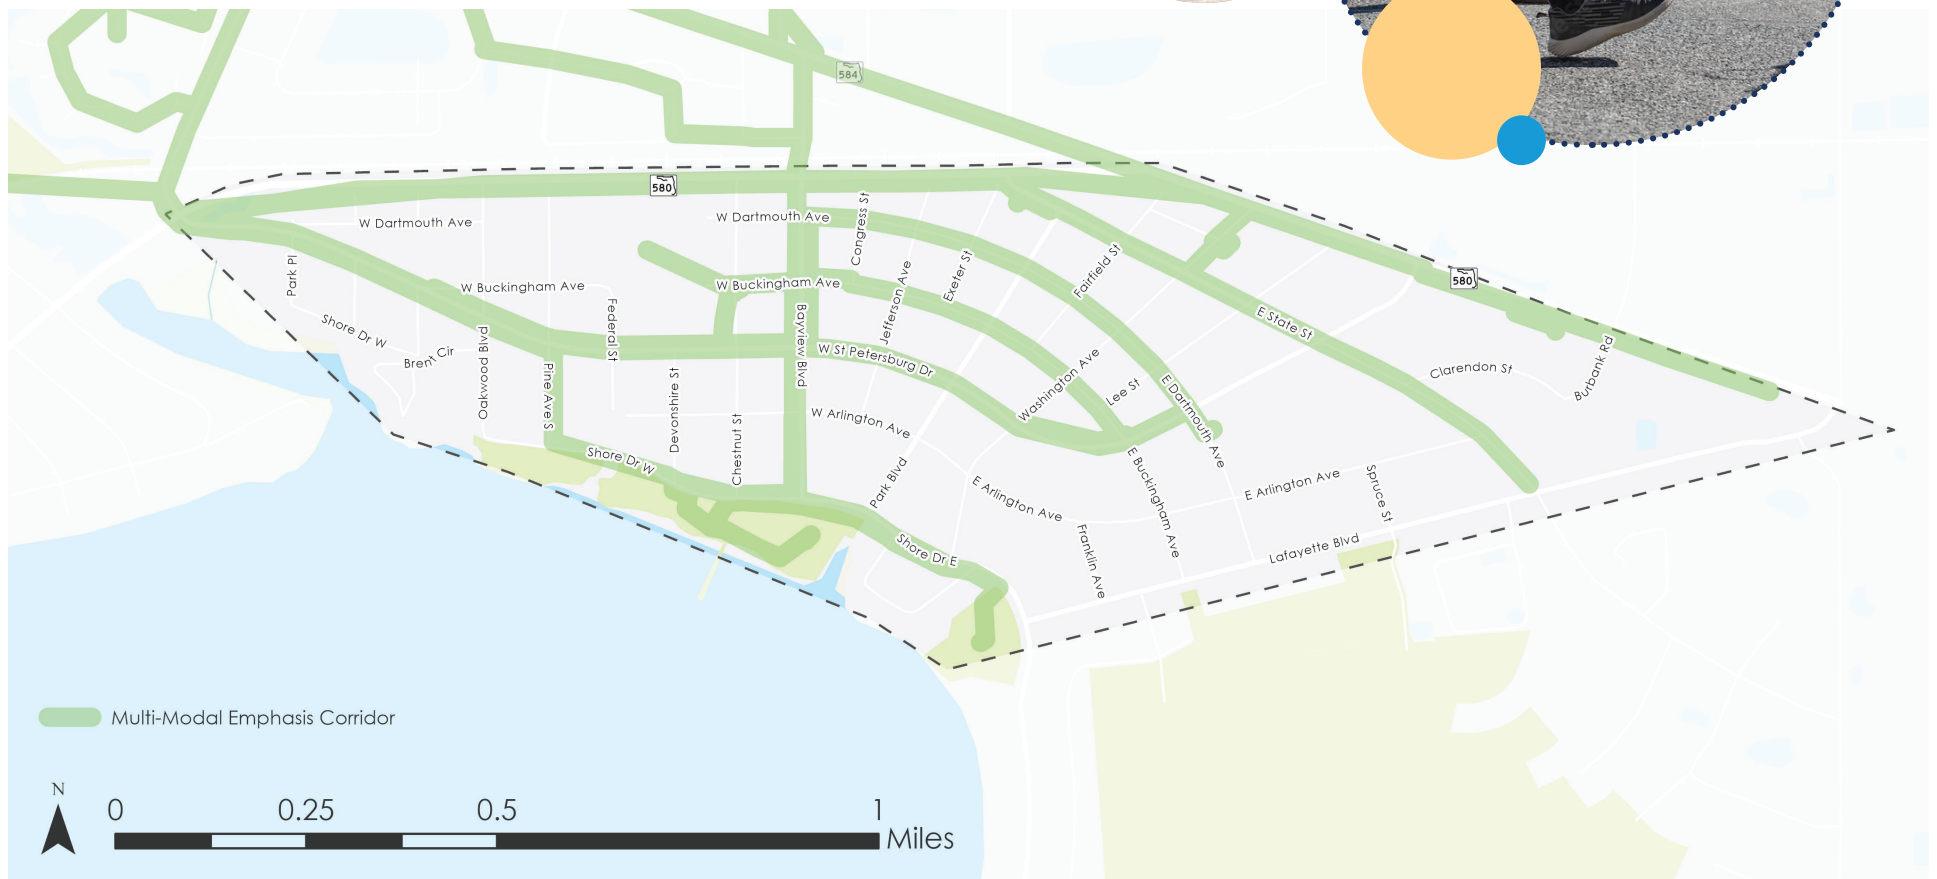 584
580
W Dartmouth Ave
W Dartmouth Ave
Congress St
Park Pl
W Buckingham Ave
W Buckingham Ave
Jefferson Ave
Exeter St
Fairfield St
580
Shore Dr W
Brent Cir
Oakwood Blvd
Federal St
Bayview Blvd
W St Petersburg Dr
E State St
Clarendon St
Burbank Rd
Pine Ave S
Devonshire St
Chestnut St
W Arlington Ave
Washington Ave
Lee St
E Dartmouth Ave
Shore Dr W
Park Blvd
E Arlington Ave
E Buckingham Ave
E Arlington Ave
Spruce St
Shore Dr E
Franklin Ave
Lafayette Blvd
Multi-Modal Emphasis Corridor
N
0 0.25 0.5 1
Miles